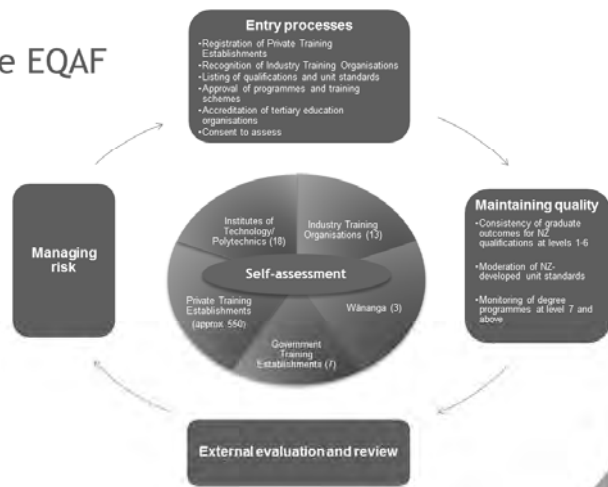 e EQAF
Entry processes
•Registration of Private Training
Establishments
•Recognition of Industry Training Organisations
•Listing of qualifications and unit standards
•Approval of programmes and training
schemes
•Accreditation of tertiary education
organisations
•Consent to assess
Maintaining quality
•Consistency of graduate
outcomes for NZ
qualifications at levels 1-6
•Moderation of NZ-
developed unit standards
•Monitoring of degree
programmes at level 7 and
above
External evaluation and review
Managing
risk
Self-assessment
Institutes of
Technology/
Polytechnics (18)
Industry Training
Organisations (13)
Wānanga (3)
Government
Training
Establishments (7)
Private Training
Establishments
(approx 550)